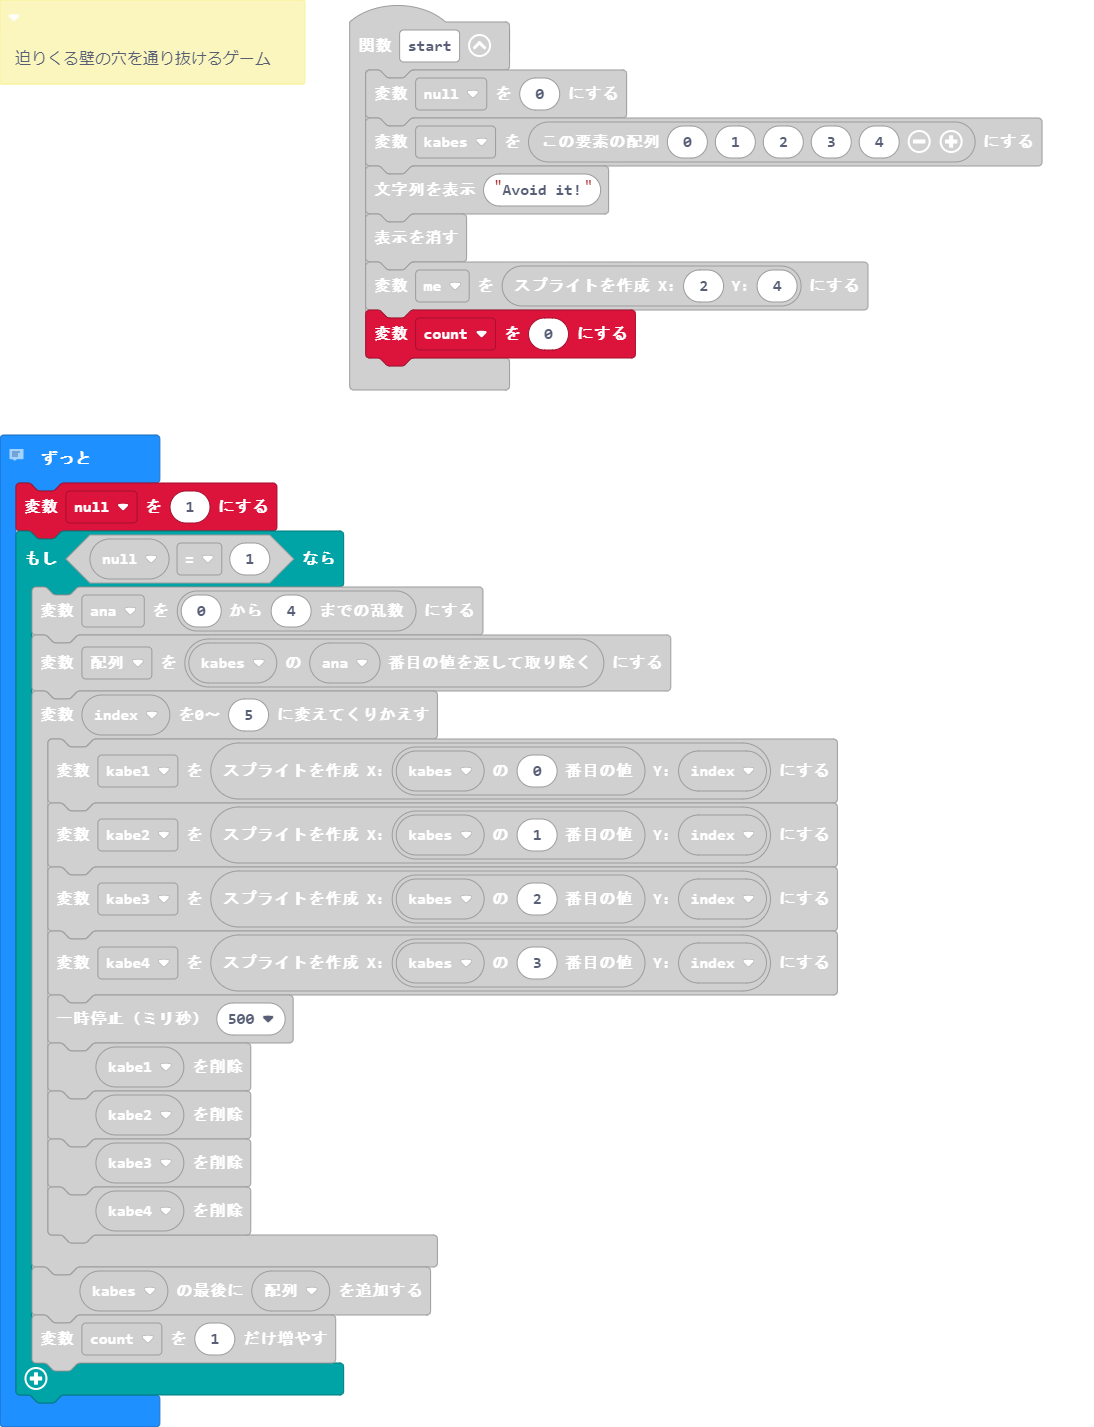 迫りくる壁の穴を通り抜けるゲーム
関数 start
変数 null を 0 にする
変数 kabes を この要素の配列 0 1 2 3 4 にする
文字列を表示 "Avoid it!"
表示を消す
変数 me を スプライトを作成 X: 2 Y: 4 にする
変数 count を 0 にする
ずっと
変数 null を 1 にする
もし null = 1 なら
変数 ana を 0 から 4 までの乱数 にする
変数 配列 を kabes の ana 番目の値を返して取り除く にする
変数 index を0～ 5 に変えてくりかえす
変数 kabe1 を スプライトを作成 X: kabes の 0 番目の値 Y: index にする
変数 kabe2 を スプライトを作成 X: kabes の 1 番目の値 Y: index にする
変数 kabe3 を スプライトを作成 X: kabes の 2 番目の値 Y: index にする
変数 kabe4 を スプライトを作成 X: kabes の 3 番目の値 Y: index にする
一時停止（ミリ秒） 500
kabe1 を削除
kabe2 を削除
kabe3 を削除
kabe4 を削除
kabes の最後に 配列 を追加する
変数 count を 1 だけ増やす